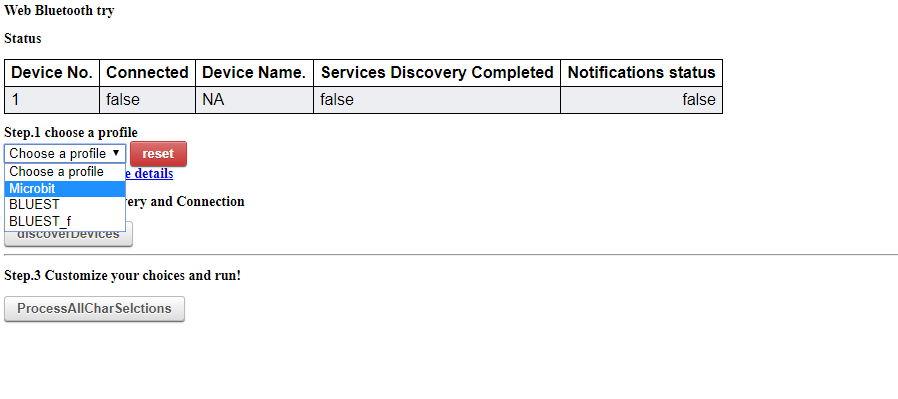 Web Bluetooth try
Status
Device No. Connected Device Name. Services Discovery Completed Notifications status
1 false NA false false
Step.1 choose a profile
Choose a profile ▼ reset
Choose a profile
details
Microbit
and Connection
BLUEST
BLUEST_f
discoverDevices
Step.3 Customize your choices and run!
ProcessAllCharSelctions